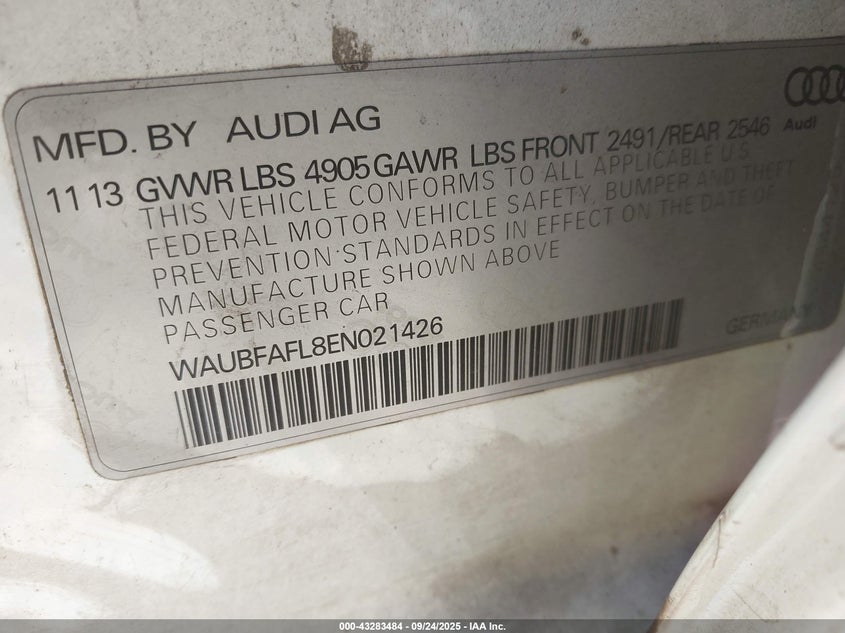 MFD. BY AUDI AG
Audi
11 13 GVWR LBS 4905 GAWR LBS FRONT 2491/REAR 2546
THIS VEHICLE CONFORMS TO ALL APPLICABLE U S
FEDERAL MOTOR VEHICLE SAFETY, BUMPER AND THEFT
PREVENTION STANDARDS IN EFFECT ON THE DATE OF
MANUFACTURE SHOWN ABOVE
PASSENGER CAR
WAUBFAFL8EN021426
GERMANY
000-43283484 - 09/24/2025 - IAA Inc.